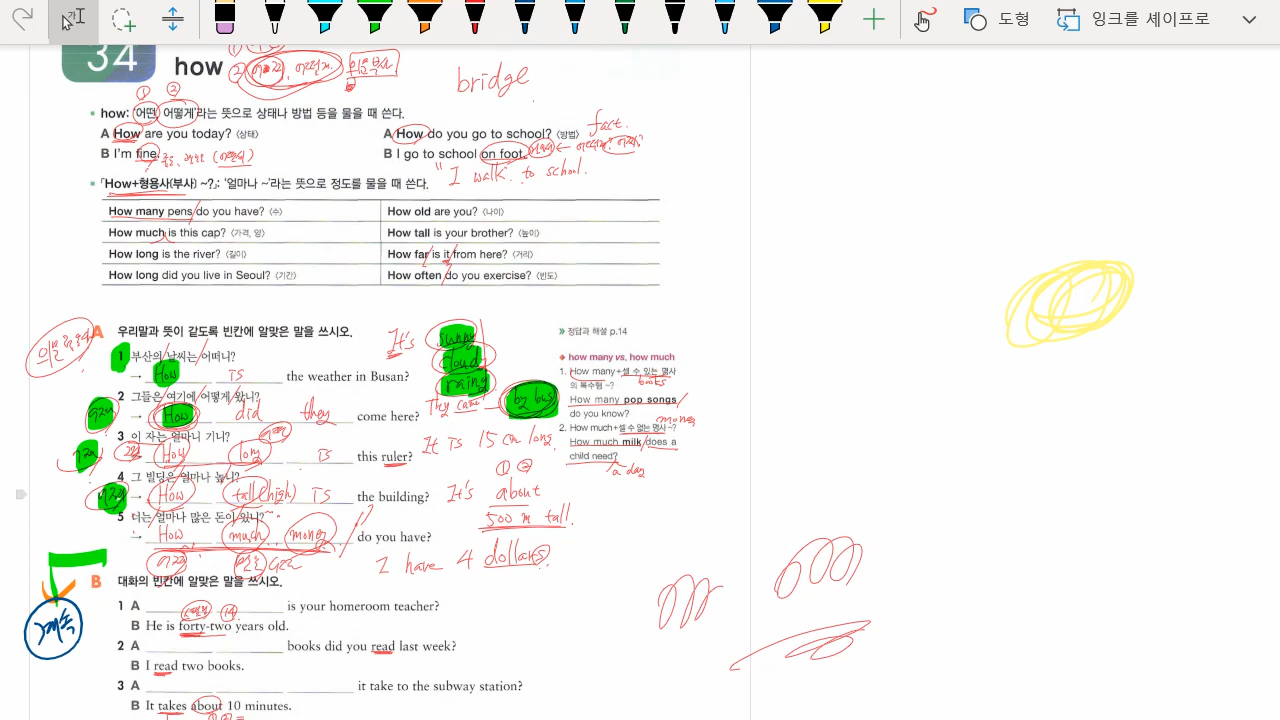 도형
잉크를 셰이프로
34 how
② 의문부사
bridge
① ②
how: '어떤, 어떻게'라는 뜻으로 상태나 방법 등을 물을 때 쓴다.
A How are you today? 〈상태〉
B I'm fine.
A How do you go to school? 〈방법〉
fact.
B I go to school on foot.
"I walk to school.
「How+형용사(부사) ~?」: '얼마나 ~'라는 뜻으로 정도를 물을 때 쓴다.
How many pens do you have? 〈수〉
How old are you? 〈나이〉
How much is this cap? 〈가격, 양〉
How tall is your brother? 〈높이〉
How long is the river? 〈길이〉
How far is it from here? 〈거리〉
How long did you live in Seoul? 〈기간〉
How often do you exercise? 〈빈도〉
A 우리말과 뜻이 같도록 빈칸에 알맞은 말을 쓰시오.
1 부산의 날씨는 어떠니?
→ How is the weather in Busan?
It's sunny
cloudy
rainy
2 그들은 여기에 어떻게 왔니?
→ How did they come here?
They came by bus
3 이 자는 얼마나 기니?
→ How long is this ruler?
It is 15 cm long.
4 그 빌딩은 얼마나 높니?
→ How tall(high) is the building?
① ②
It's about
500 m tall.
5 너는 얼마나 많은 돈이 있니?
→ How much money do you have?
I have 4 dollars.
» 정답과 해설 p.14
how many vs. how much
1. How many+셀 수 있는 명사
의 복수형 ~?
books
How many pop songs
do you know?
money
2. How much+셀 수 없는 명사 ~?
How much milk does a
child need?
a day
B 대화의 빈칸에 알맞은 말을 쓰시오.
계속
1 A is your homeroom teacher?
B He is forty-two years old.
2 A books did you read last week?
B I read two books.
3 A it take to the subway station?
B It takes about 10 minutes.